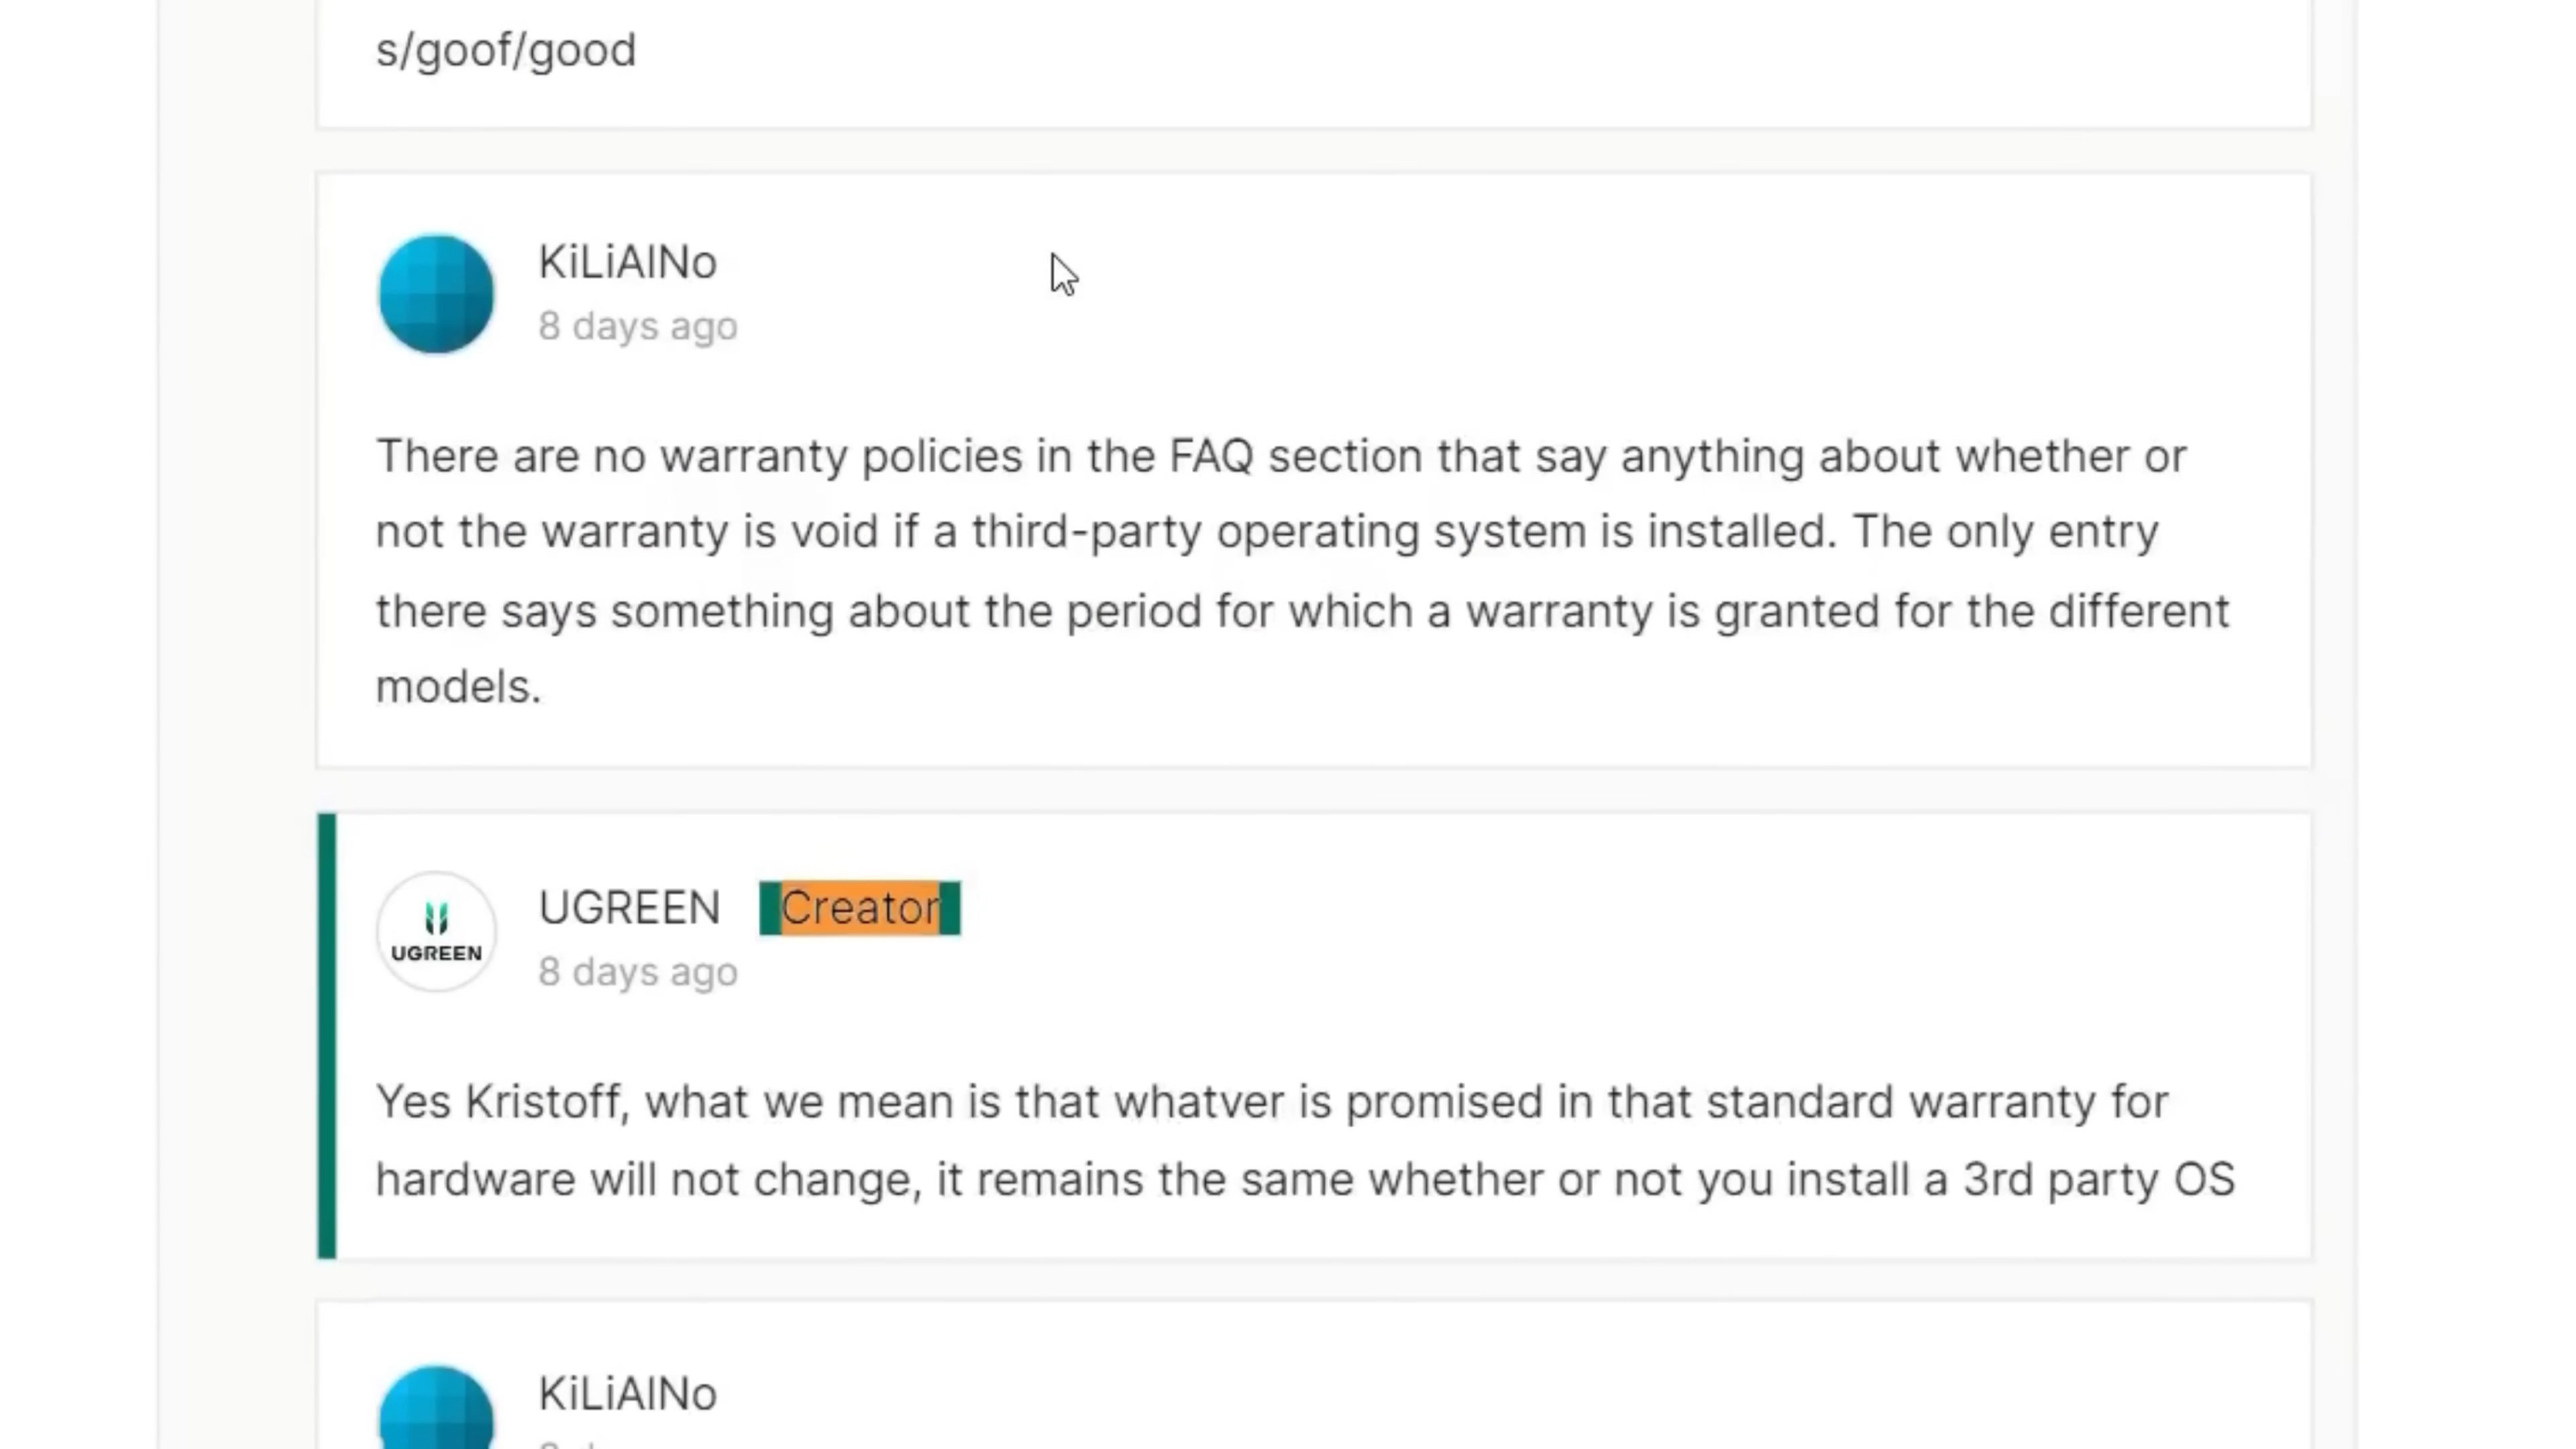 s/goof/good
KiLiAlNo
8 days ago
There are no warranty policies in the FAQ section that say anything about whether or
not the warranty is void if a third-party operating system is installed. The only entry
there says something about the period for which a warranty is granted for the different
models.
UGREEN Creator
UGREEN
8 days ago
Yes Kristoff, what we mean is that whatver is promised in that standard warranty for
hardware will not change, it remains the same whether or not you install a 3rd party OS
KiLiAlNo